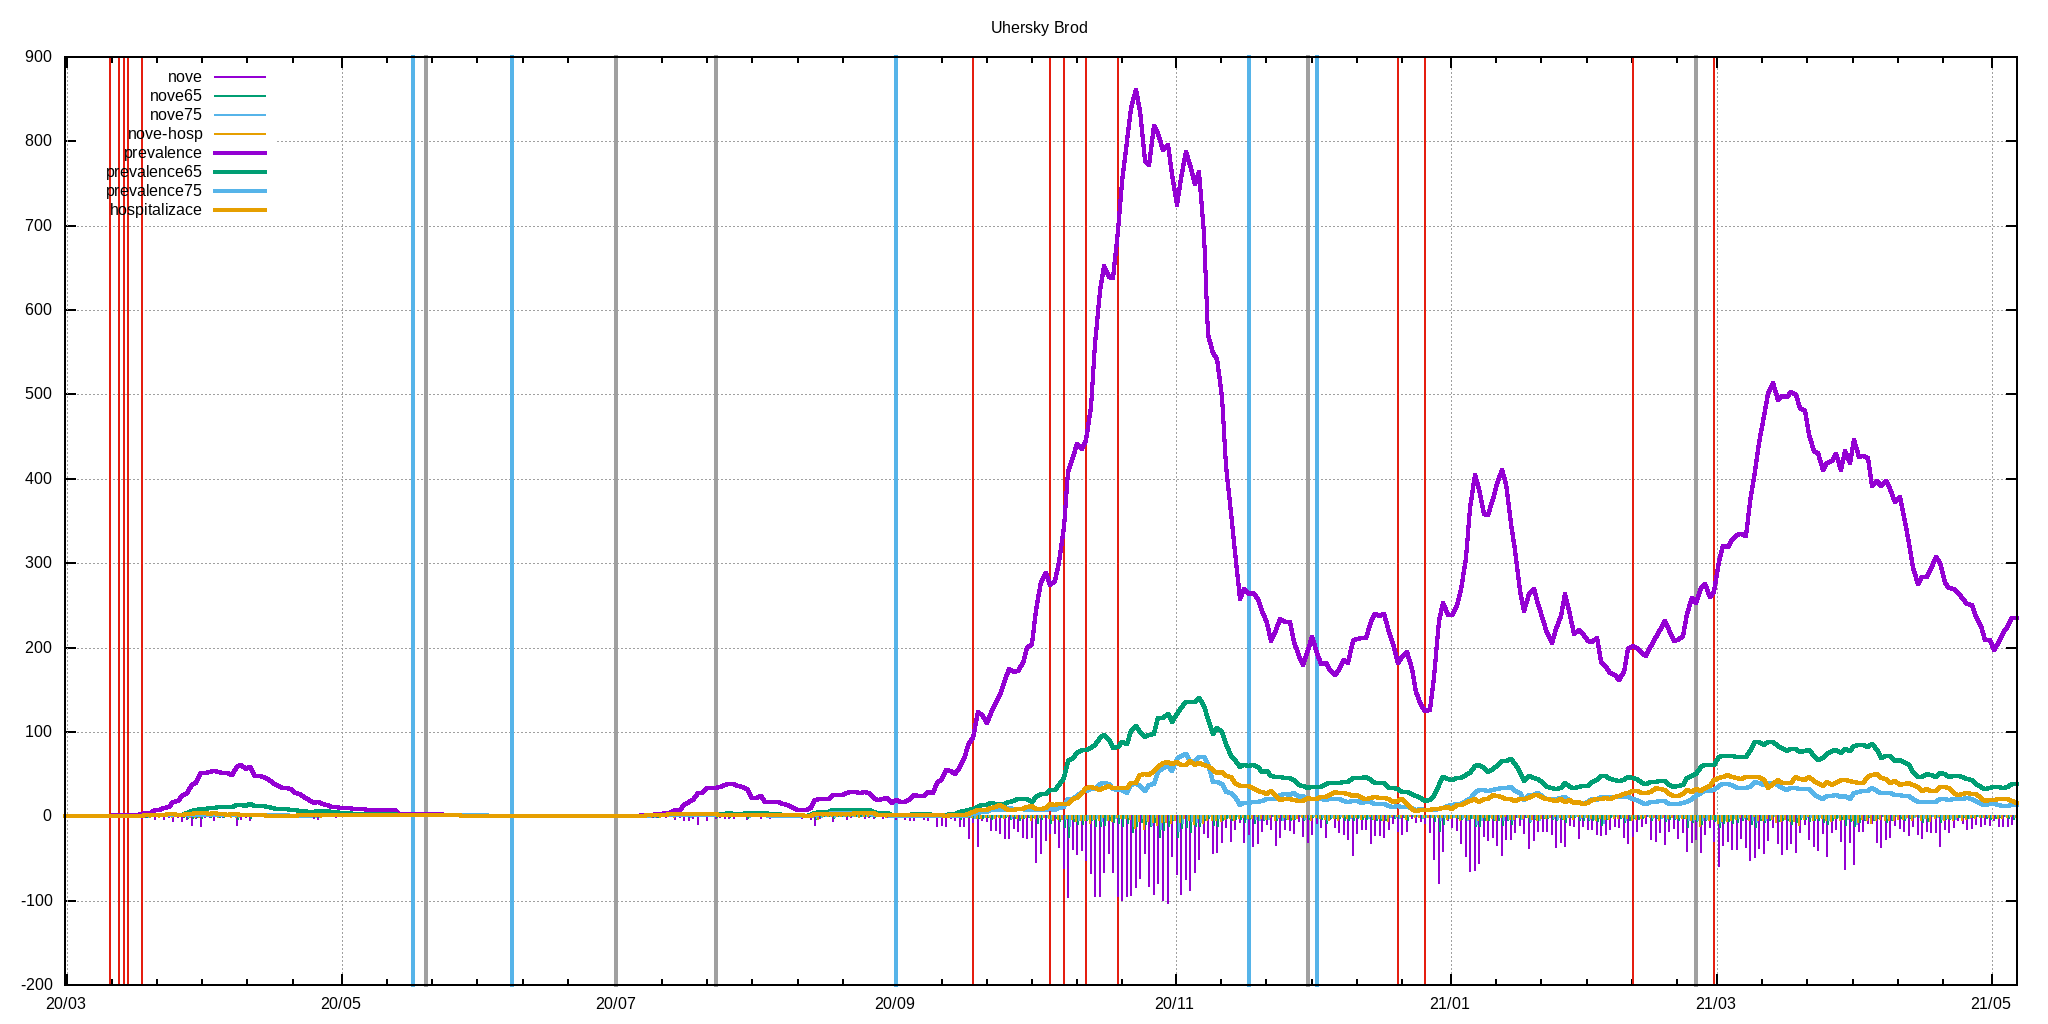 Uhersky Brod
900
800
700
600
500
400
300
200
100
0
-100
-200
nove
nove65
nove75
nove-hosp
prevalence
prevalence65
prevalence75
hospitalizace
20/03 20/05 20/07 20/09 20/11 21/01 21/03 21/05